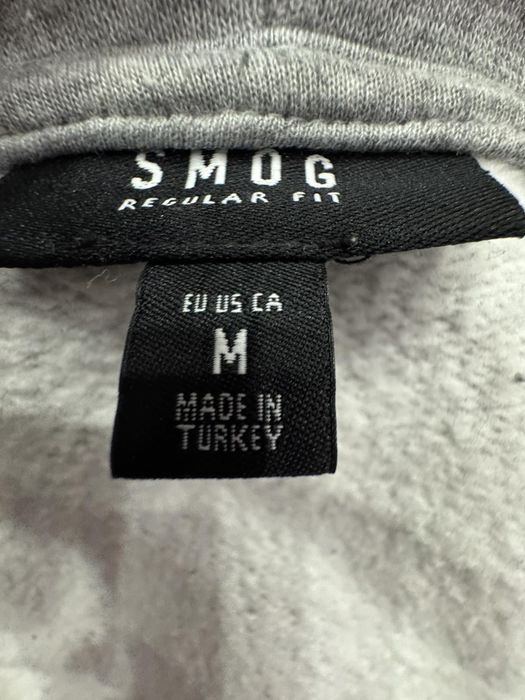 SMOG
REGULAR FIT
EU US CA
M
MADE IN
TURKEY